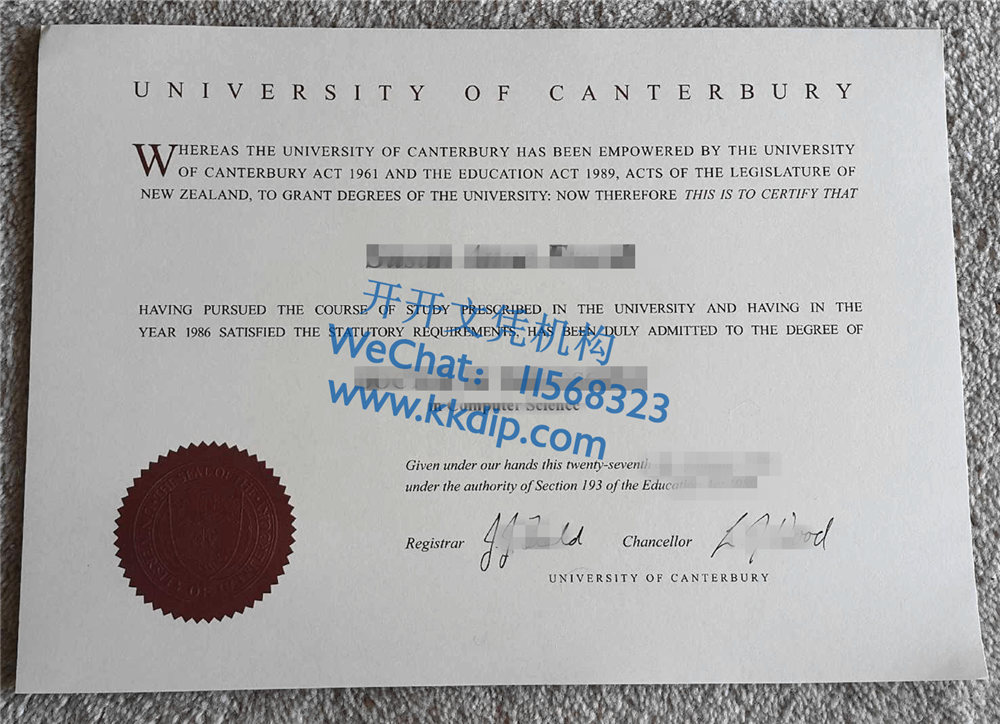 UNIVERSITY OF CANTERBURY
WHEREAS THE UNIVERSITY OF CANTERBURY HAS BEEN EMPOWERED BY THE UNIVERSITY
OF CANTERBURY ACT 1961 AND THE EDUCATION ACT 1989, ACTS OF THE LEGISLATURE OF
NEW ZEALAND, TO GRANT DEGREES OF THE UNIVERSITY: NOW THEREFORE THIS IS TO CERTIFY THAT
HAVING PURSUED THE COURSE OF STUDY PRESCRIBED IN THE UNIVERSITY AND HAVING IN THE
YEAR 1986 SATISFIED THE STATUTORY REQUIREMENTS, HAS BEEN DULY ADMITTED TO THE DEGREE OF
开开文凭机构
WeChat: 11568323
in Computer Science
www.kkdip.com
Given under our hands this twenty-seventh
under the authority of Section 193 of the
Registrar Chancellor
UNIVERSITY OF CANTERBURY